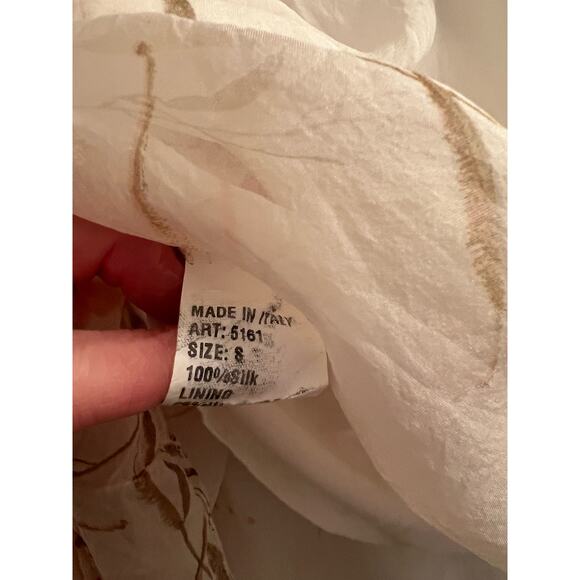 MADE IN ITALY
ART: 5161
SIZE: S
100%Silk
LINING